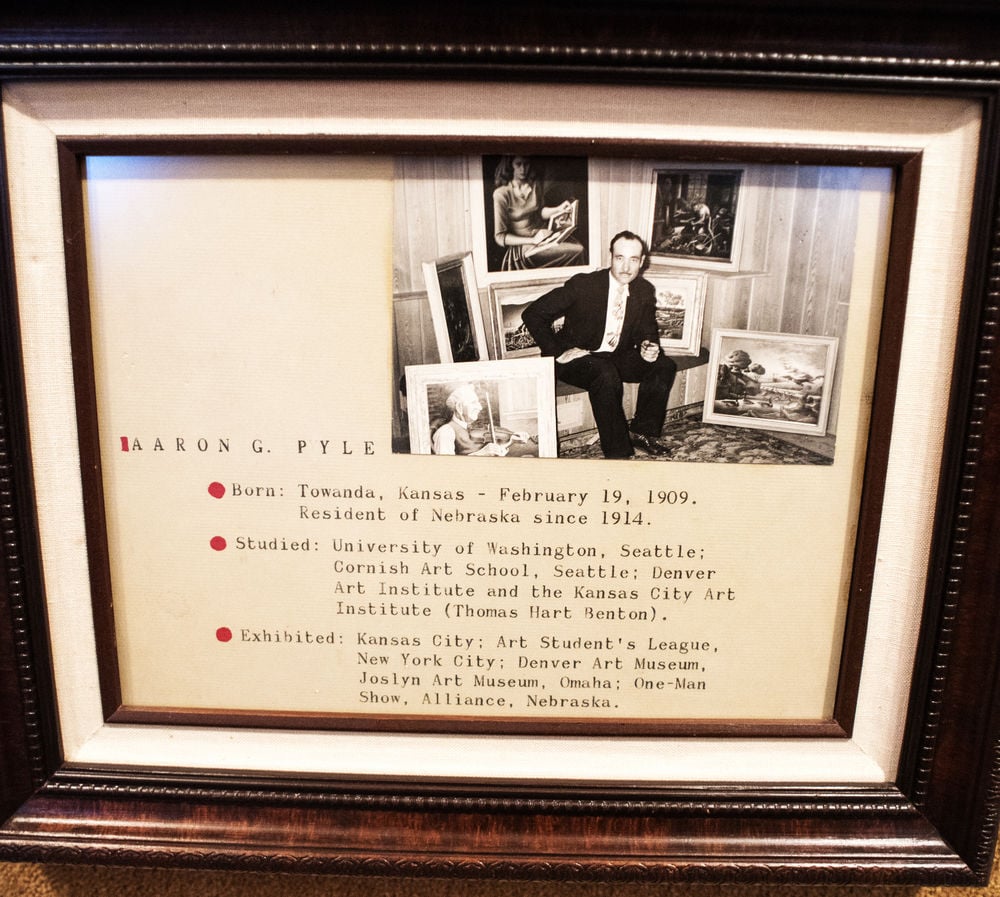 AARON G. PYLE
Born: Towanda, Kansas - February 19, 1909.
Resident of Nebraska since 1914.
Studied: University of Washington, Seattle;
Cornish Art School, Seattle; Denver
Art Institute and the Kansas City Art
Institute (Thomas Hart Benton).
Exhibited: Kansas City; Art Student's League,
New York City; Denver Art Museum,
Joslyn Art Museum, Omaha; One-Man
Show, Alliance, Nebraska.